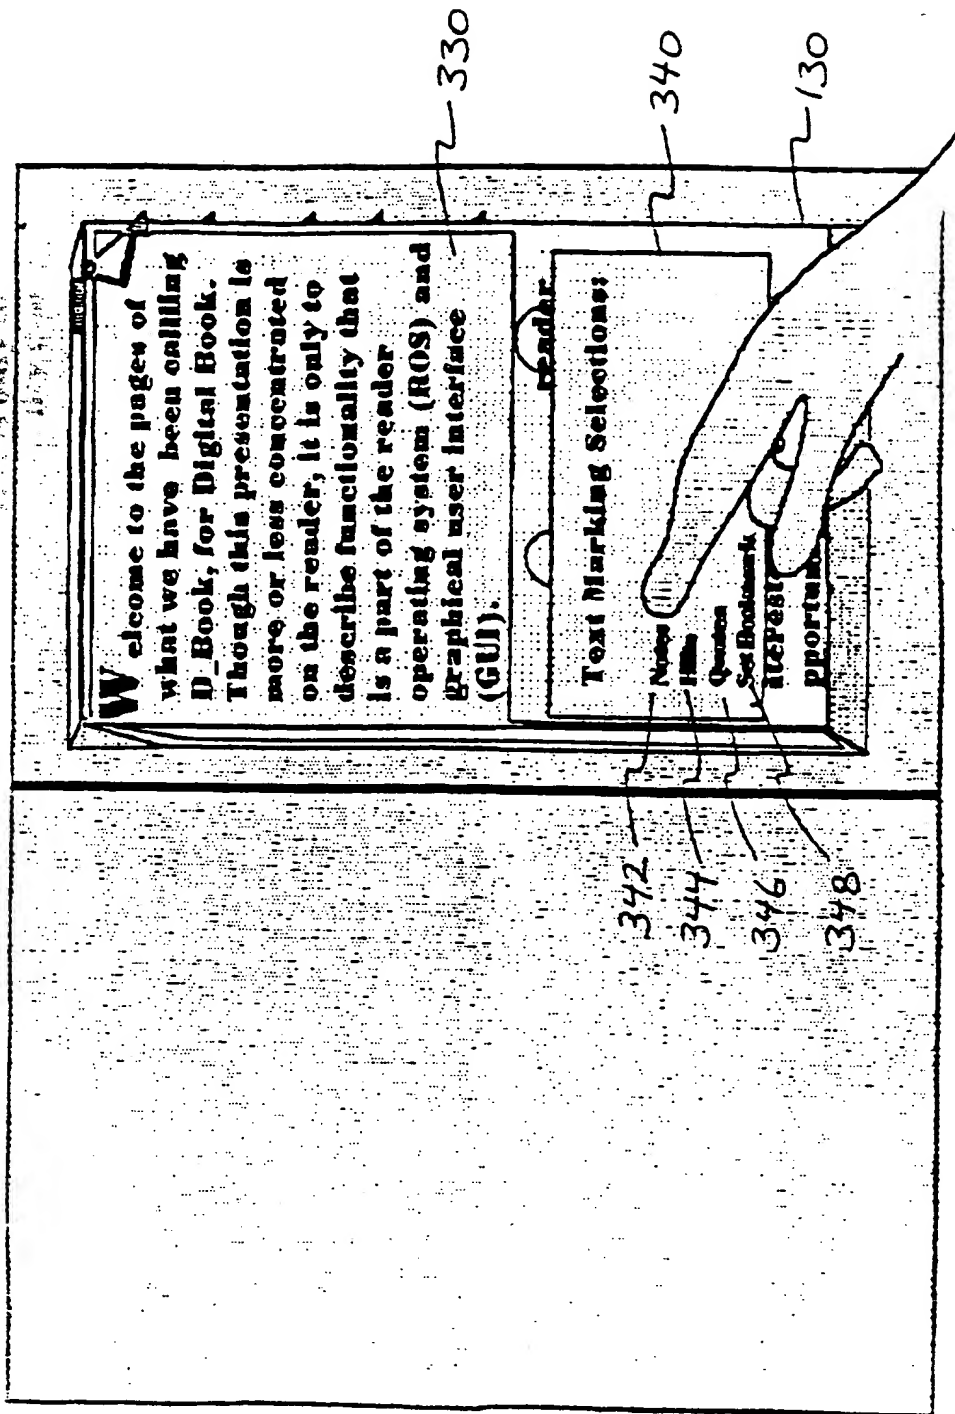 Welcome to the pages of
what we have been calling
D_Book, for Digital Book.
Though this presentation is
more or less concentrated
on the reader, it is only to
describe functionality that
is a part of the reader
operating system (ROS) and
graphical user interface
(GUI).
reader
Text Marking Selections:
Notes
Quotes
Set Bookmark
pportun
330
340
130
342
344
346
348